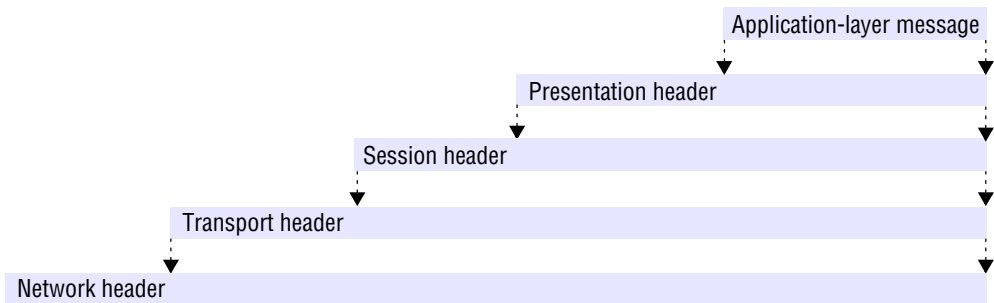 Application-layer message
Presentation header
Session header
Transport header
Network header